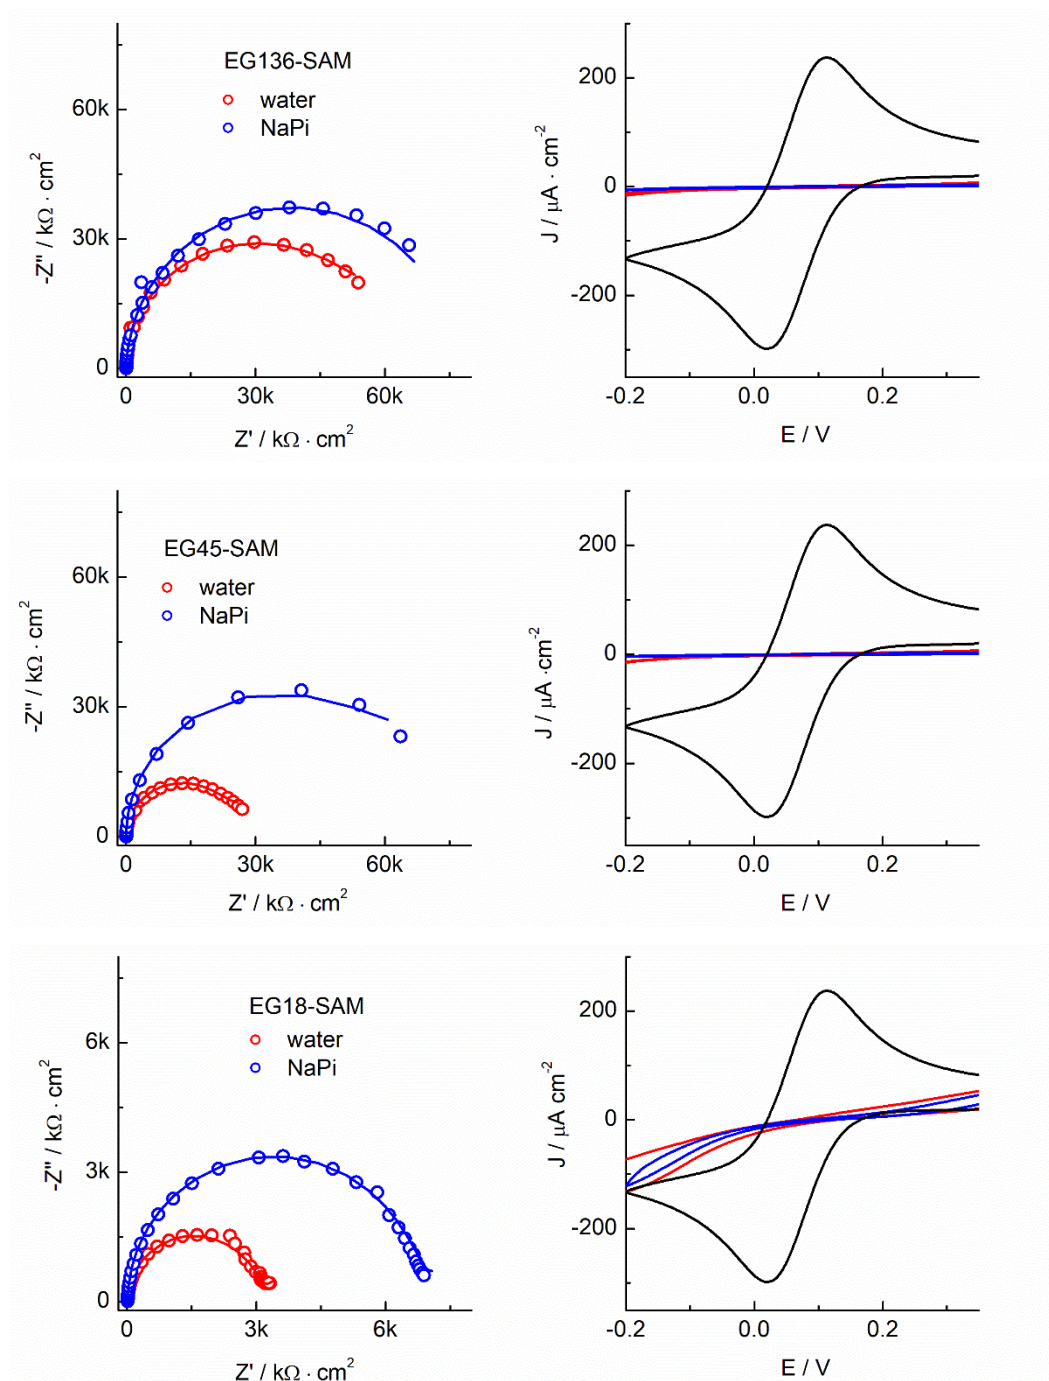 EG136-SAM
water
NaPi
60k
30k
0
-Z'' / kΩ · cm²
0 30k 60k
Z' / kΩ · cm²
200
0
-200
J / μA · cm⁻²
-0.2 0.0 0.2
E / V
EG45-SAM
water
NaPi
60k
30k
0
-Z'' / kΩ · cm²
0 30k 60k
Z' / kΩ · cm²
200
0
-200
J / μA ·cm⁻²
-0.2 0.0 0.2
E / V
EG18-SAM
water
NaPi
6k
3k
0
-Z'' / kΩ · cm²
0 3k 6k
Z' / kΩ · cm²
200
0
-200
J / μA cm⁻²
-0.2 0.0 0.2
E / V